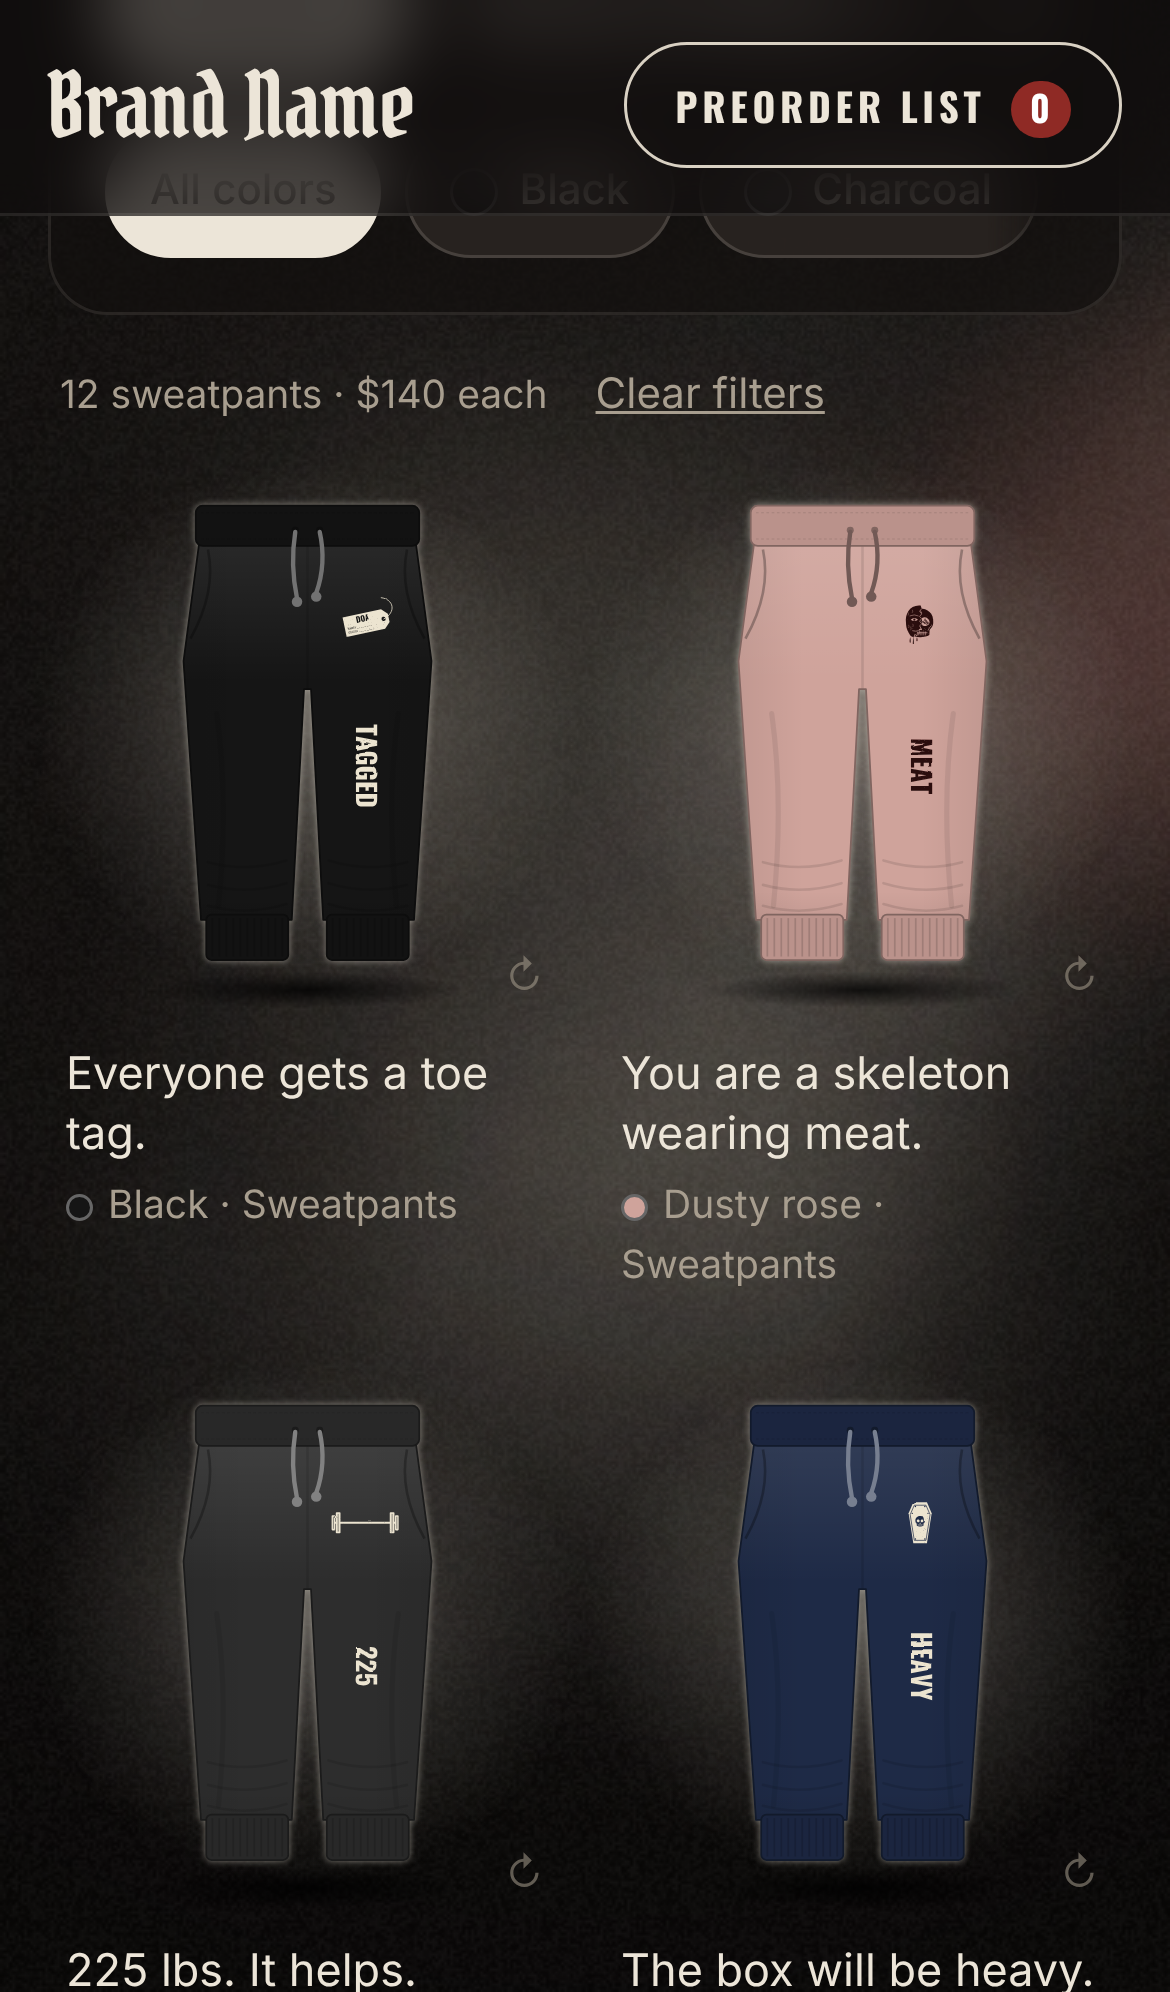 Brand Name
PREORDER LIST 0
All colors
Black
Charcoal
12 sweatpants · $140 each
Clear filters
DOA
TAGGED
MEAT
Everyone gets a toe
tag.
Black · Sweatpants
You are a skeleton
wearing meat.
Dusty rose ·
Sweatpants
225
HEAVY
225 lbs. It helps.
The box will be heavy.